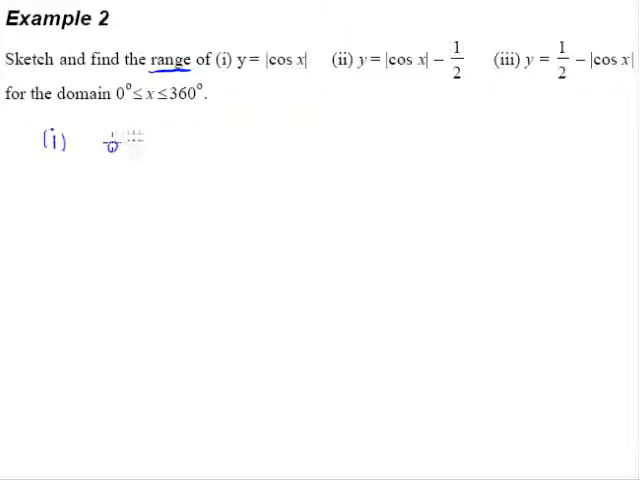 Example 2
Sketch and find the range of (i) y = |cos x| (ii) y = |cos x| − 1/2 (iii) y = 1/2 − |cos x|
for the domain 0° ≤ x ≤ 360°.
(i)